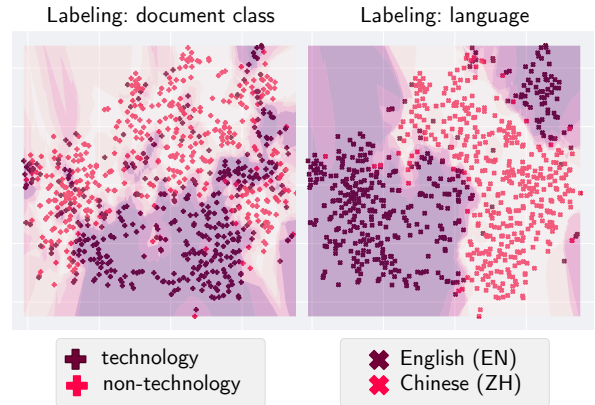 Labeling: document class
Labeling: language
technology
non-technology
English (EN)
Chinese (ZH)